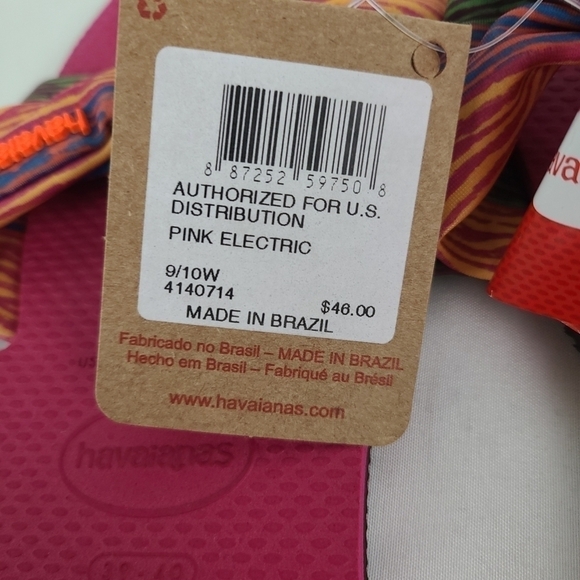 8 87252 59750 8
AUTHORIZED FOR U.S.
DISTRIBUTION
PINK ELECTRIC
9/10W
4140714
$46.00
MADE IN BRAZIL
Fabricado no Brasil – MADE IN BRAZIL
Hecho em Brasil – Fabriqué au Brésil
www.havaianas.com
havaianas